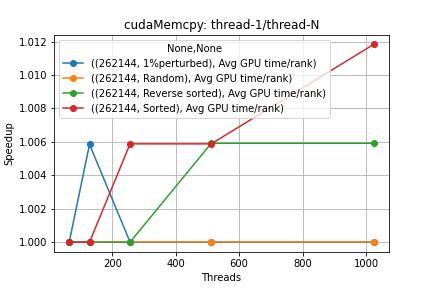 cudaMemcpy: thread-1/thread-N
None,None
((262144, 1%perturbed), Avg GPU time/rank)
((262144, Random), Avg GPU time/rank)
((262144, Reverse sorted), Avg GPU time/rank)
((262144, Sorted), Avg GPU time/rank)
Speedup
1.012
1.010
1.008
1.006
1.004
1.002
1.000
200 400 600 800 1000
Threads